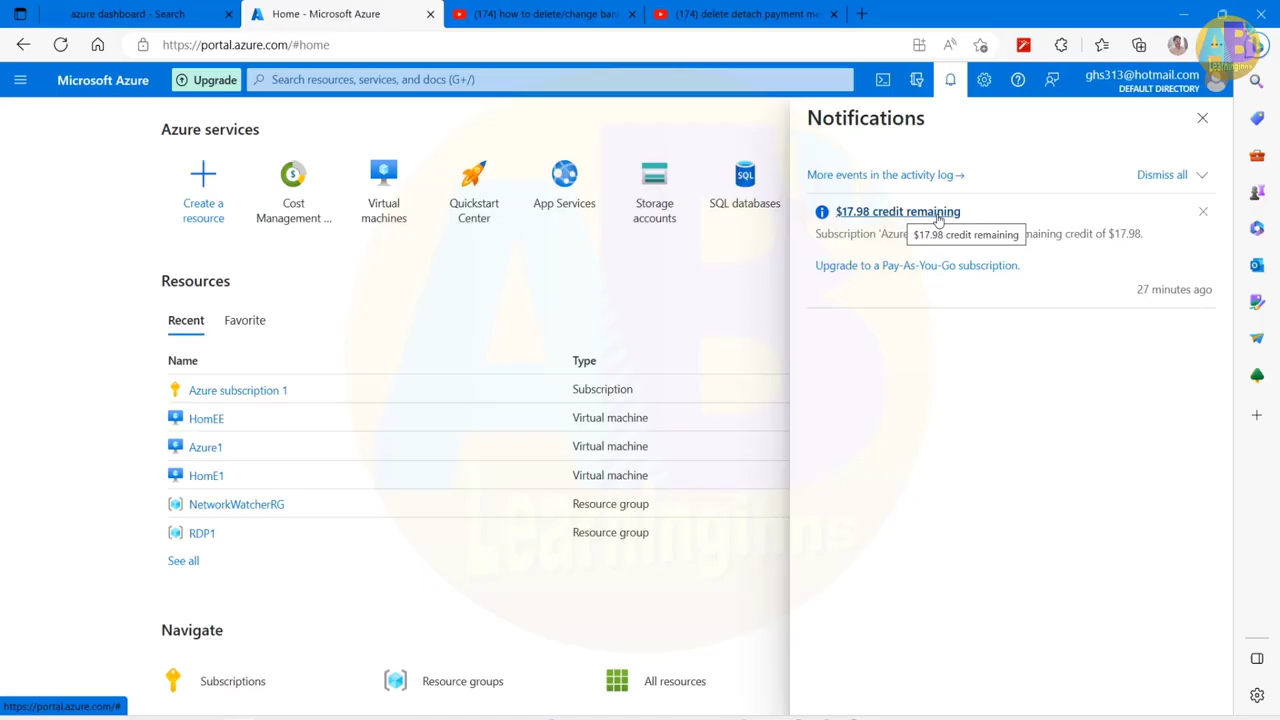 azure dashboard - Search
Home - Microsoft Azure
(174) how to delete/change ban
(174) delete detach payment m
https://portal.azure.com/#home
Microsoft Azure
Upgrade
Search resources, services, and docs (G+/)
ghs313@hotmail.com
DEFAULT DIRECTORY
Azure services
Create a resource
Cost Management ...
Virtual machines
Quickstart Center
App Services
Storage accounts
SQL databases
Notifications
More events in the activity log→
Dismiss all
$17.98 credit remaining
Subscription 'Azure
maining credit of $17.98.
$17.98 credit remaining
Upgrade to a Pay-As-You-Go subscription.
27 minutes ago
Resources
Recent
Favorite
Name
Type
Azure subscription 1
Subscription
HomEE
Virtual machine
Azure1
Virtual machine
HomE1
Virtual machine
NetworkWatcherRG
Resource group
RDP1
Resource group
See all
Navigate
Subscriptions
Resource groups
All resources
https://portal.azure.com/#
AB
Learninginns